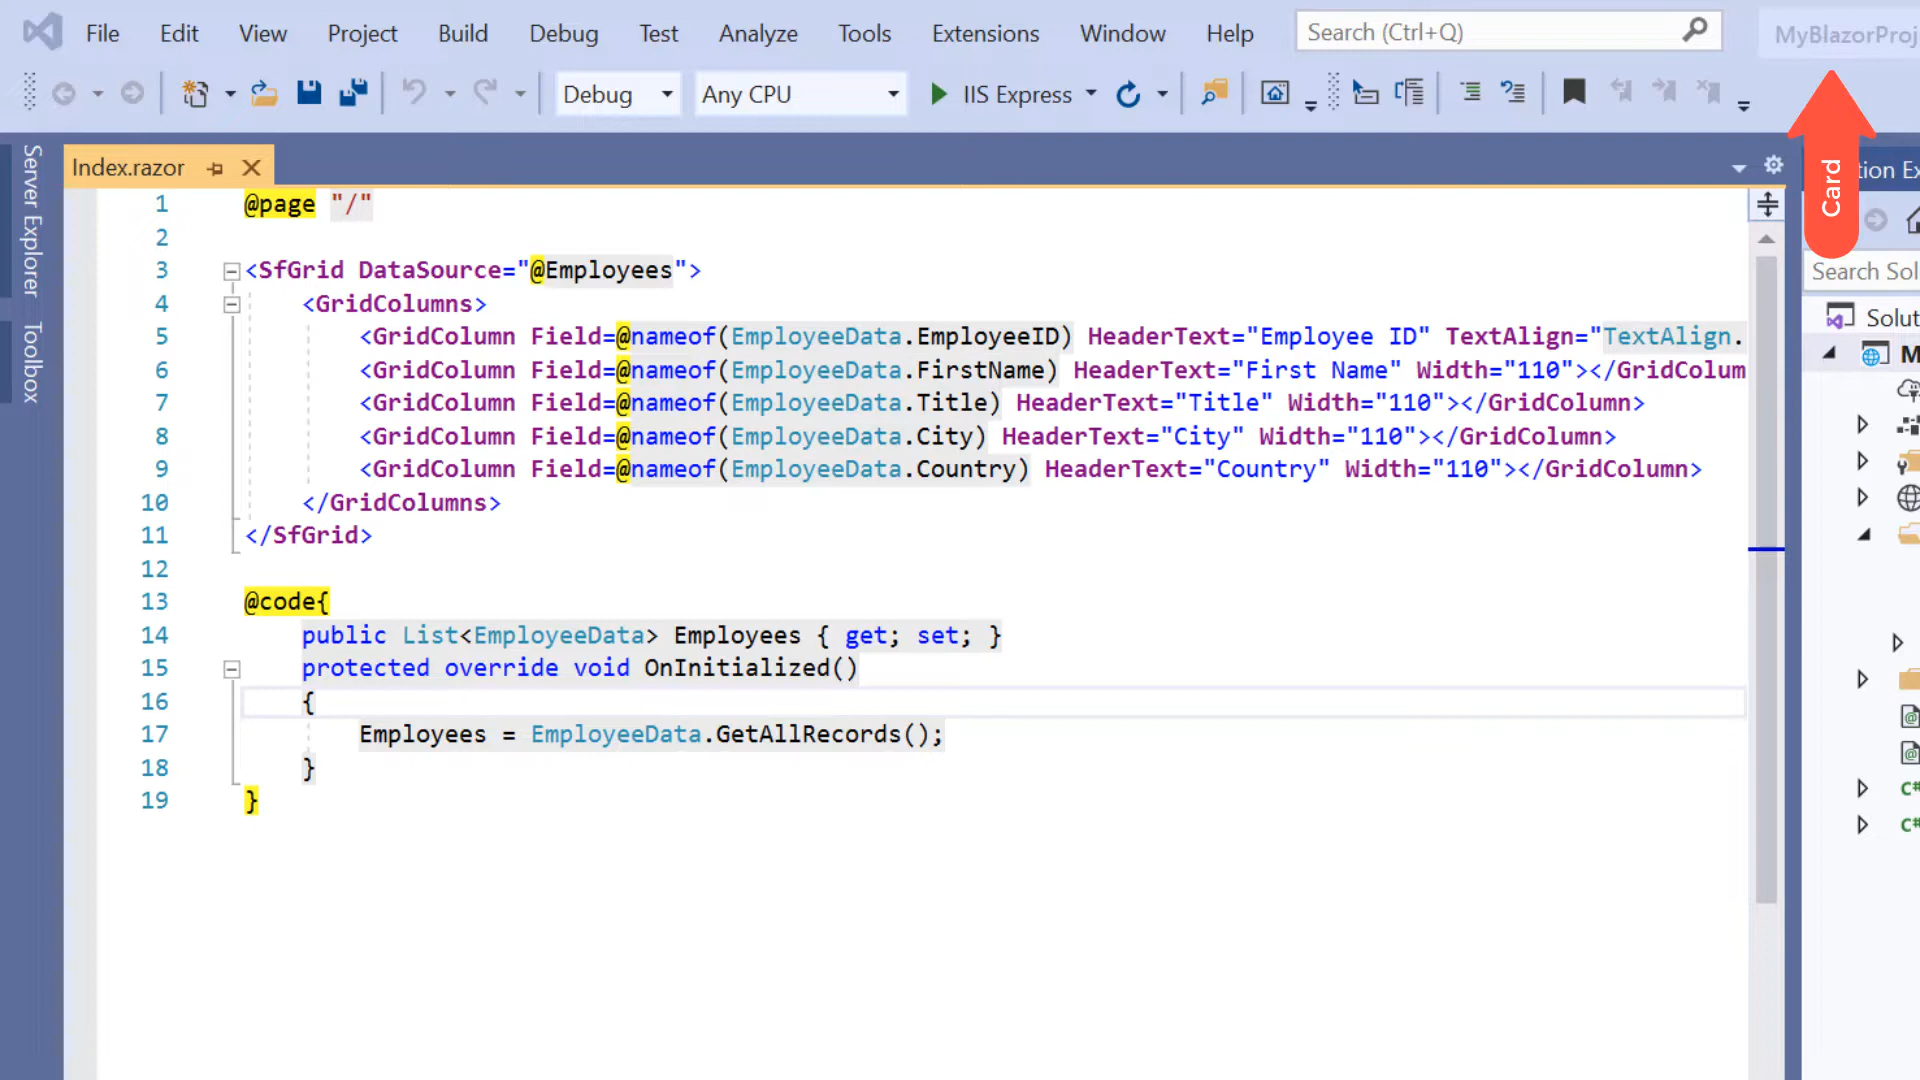 File Edit View Project Build Debug Test Analyze Tools Extensions Window Help Search (Ctrl+Q) MyBlazorProj
Debug Any CPU IIS Express
Card
Server Explorer
Toolbox
Index.razor
tion Ex
Search Sol
Solut
M
C#
C#
1 @page "/"
2
3 <SfGrid DataSource="@Employees">
4 <GridColumns>
5 <GridColumn Field=@nameof(EmployeeData.EmployeeID) HeaderText="Employee ID" TextAlign="TextAlign.
6 <GridColumn Field=@nameof(EmployeeData.FirstName) HeaderText="First Name" Width="110"></GridColum
7 <GridColumn Field=@nameof(EmployeeData.Title) HeaderText="Title" Width="110"></GridColumn>
8 <GridColumn Field=@nameof(EmployeeData.City) HeaderText="City" Width="110"></GridColumn>
9 <GridColumn Field=@nameof(EmployeeData.Country) HeaderText="Country" Width="110"></GridColumn>
10 </GridColumns>
11 </SfGrid>
12
13 @code{
14 public List<EmployeeData> Employees { get; set; }
15 protected override void OnInitialized()
16 {
17 Employees = EmployeeData.GetAllRecords();
18 }
19 }